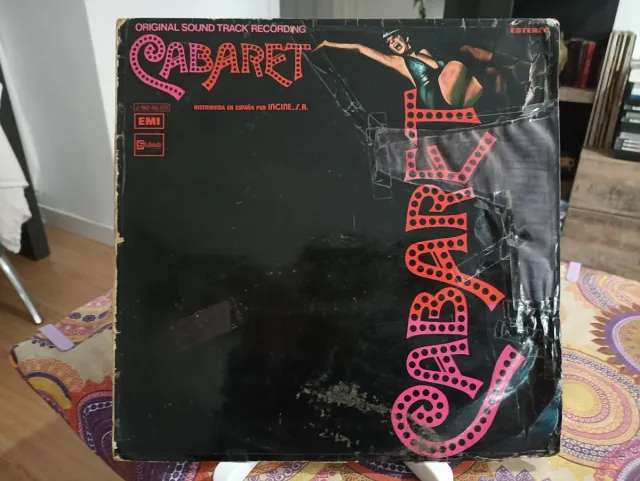 ORIGINAL SOUND TRACK RECORDING
CABARET
ESTEREO
DISTRIBUIDA EN ESPAÑA POR INCINE, S.A.
EMI
CABARET